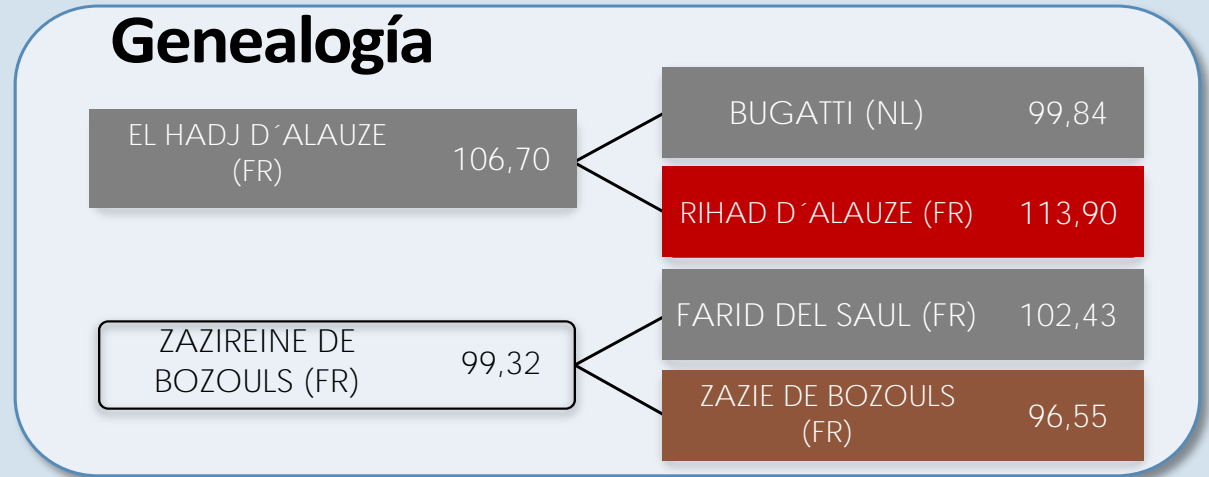 Genealogía
EL HADJ D´ALAUZE
(FR)
106,70
BUGATTI (NL) 99,84
RIHAD D´ALAUZE (FR) 113,90
ZAZIREINE DE
BOZOULS (FR)
99,32
FARID DEL SAUL (FR) 102,43
ZAZIE DE BOZOULS
(FR)
96,55